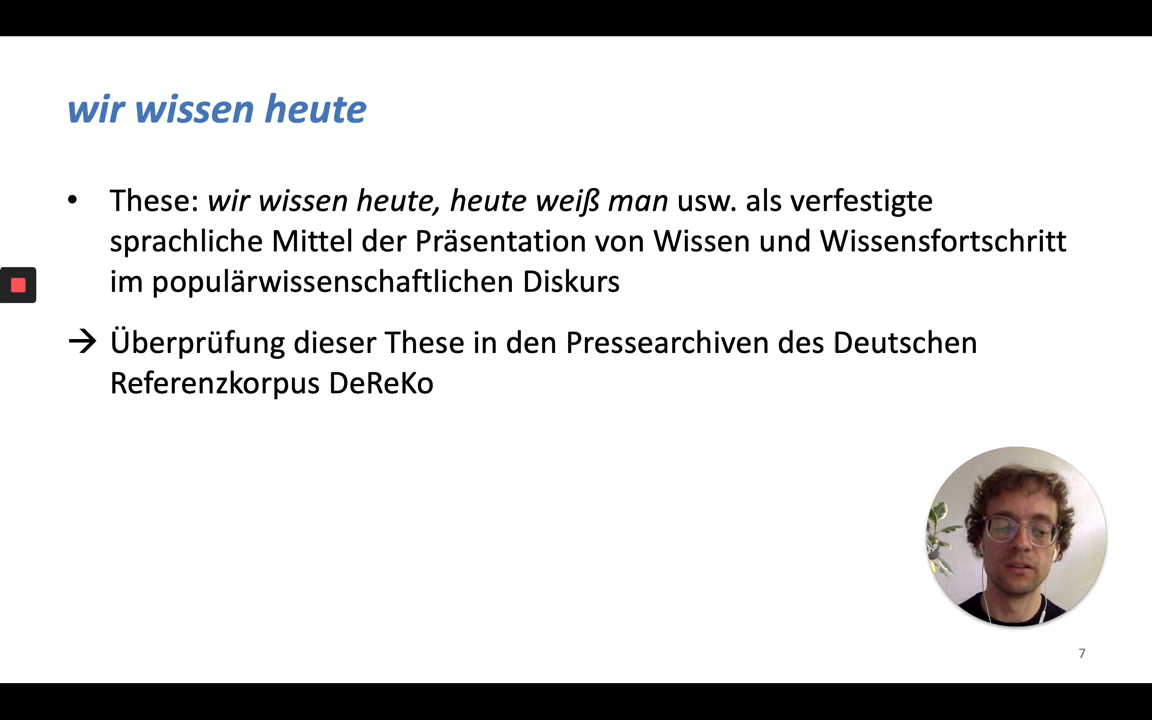 wir wissen heute
• These: wir wissen heute, heute weiß man usw. als verfestigte
sprachliche Mittel der Präsentation von Wissen und Wissensfortschritt
im populärwissenschaftlichen Diskurs
→ Überprüfung dieser These in den Pressearchiven des Deutschen
Referenzkorpus DeReKo
7